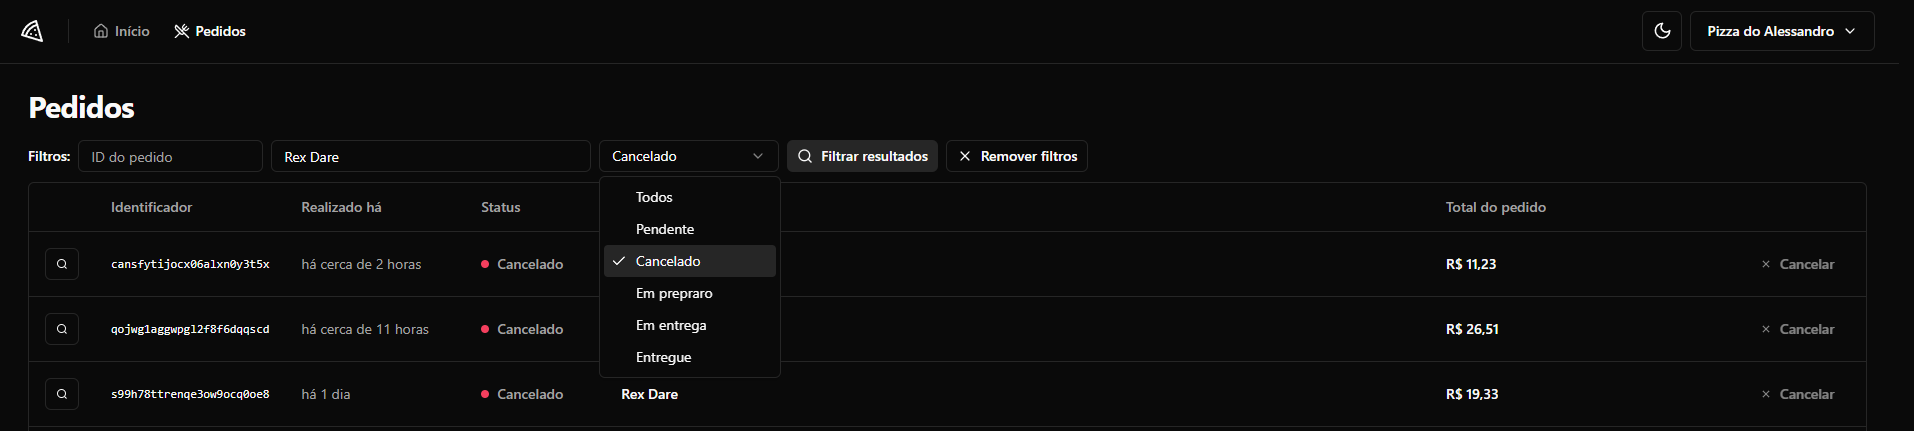 Início Pedidos Pizza do Alessandro
Pedidos
Filtros: ID do pedido Rex Dare Cancelado Filtrar resultados Remover filtros
Identificador Realizado há Status Total do pedido
Todos
Pendente
Cancelado
Em prepraro
Em entrega
Entregue
cansfytijocx06alxn0y3t5x há cerca de 2 horas Cancelado R$ 11,23 Cancelar
qojwg1aggwpgl2f8f6dqqscd há cerca de 11 horas Cancelado R$ 26,51 Cancelar
s99h78ttrenqe3ow9ocq0oe8 há 1 dia Cancelado Rex Dare R$ 19,33 Cancelar